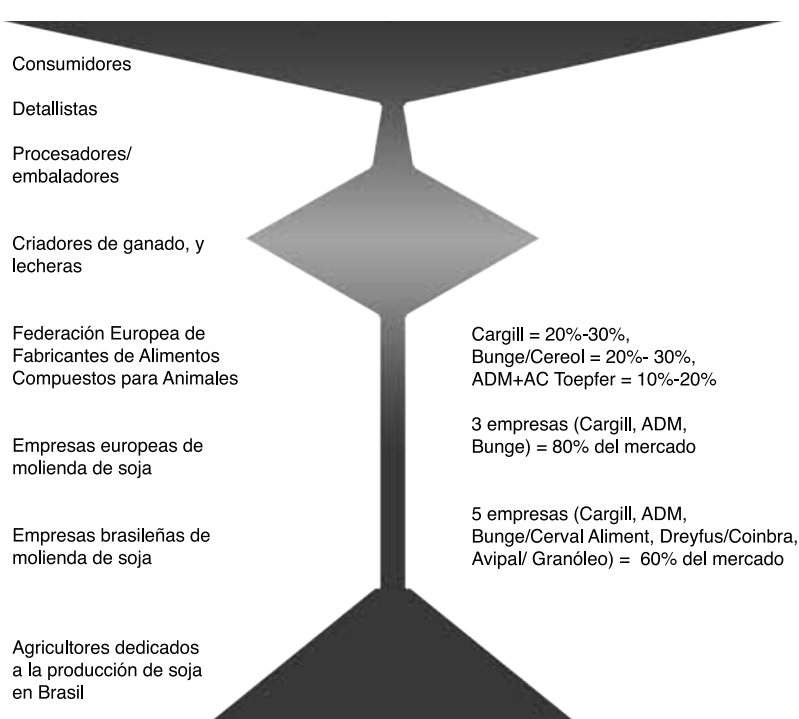 Consumidores
Detallistas
Procesadores/
embaladores
Criadores de ganado, y
lecheras
Federación Europea de
Fabricantes de Alimentos
Compuestos para Animales
Cargill = 20%-30%,
Bunge/Cereol = 20%- 30%,
ADM+AC Toepfer = 10%-20%
Empresas europeas de
molienda de soja
3 empresas (Cargill, ADM,
Bunge) = 80% del mercado
Empresas brasileñas de
molienda de soja
5 empresas (Cargill, ADM,
Bunge/Cerval Aliment, Dreyfus/Coinbra,
Avipal/ Granóleo) =  60% del mercado
Agricultores dedicados
a la producción de soja
en Brasil